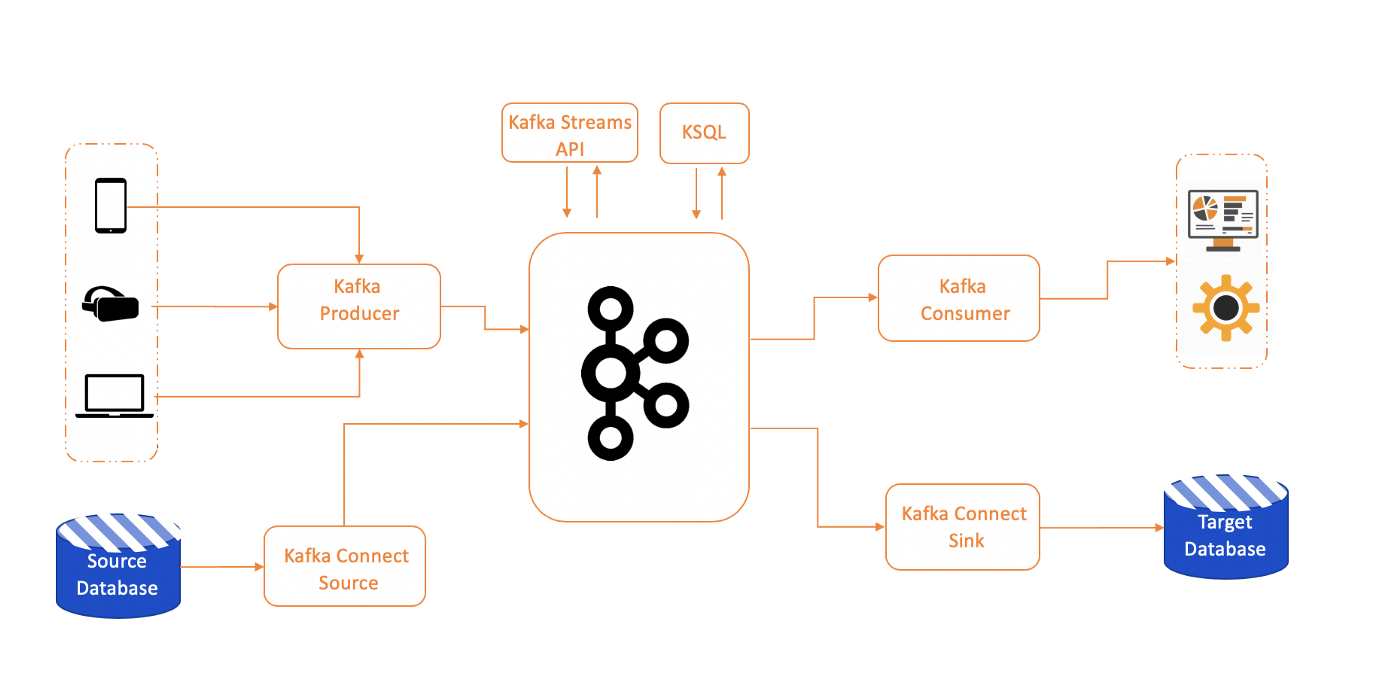 Kafka Streams
API
KSQL
Kafka
Producer
Kafka
Consumer
Source
Database
Kafka Connect
Source
Kafka Connect
Sink
Target
Database